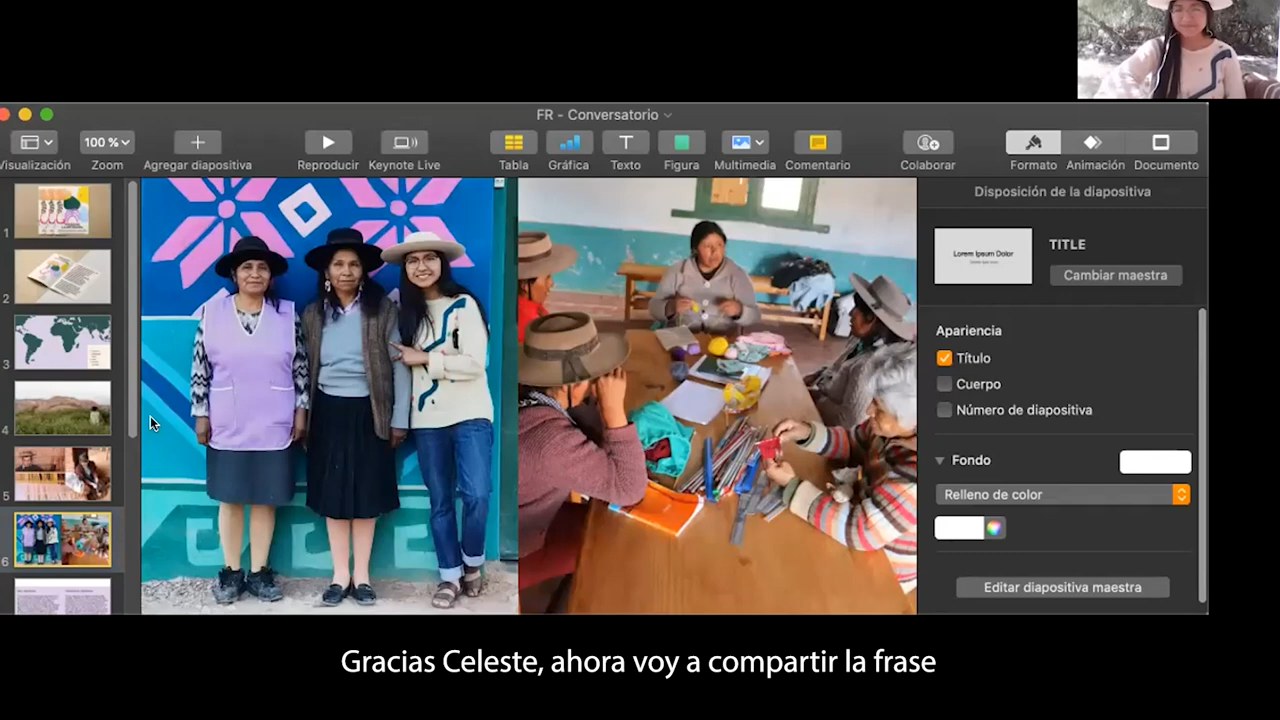 FR - Conversatorio
Visualización
100 %
Zoom
Agregar diapositiva
Reproducir
Keynote Live
Tabla
Gráfica
T
Texto
Figura
Multimedia
Comentario
Colaborar
Formato
Animación
Documento
1
2
3
4
5
6
Disposición de la diapositiva
Lorem Ipsum Dolor
TITLE
Cambiar maestra
Apariencia
Título
Cuerpo
Número de diapositiva
Fondo
Relleno de color
Editar diapositiva maestra
Gracias Celeste, ahora voy a compartir la frase